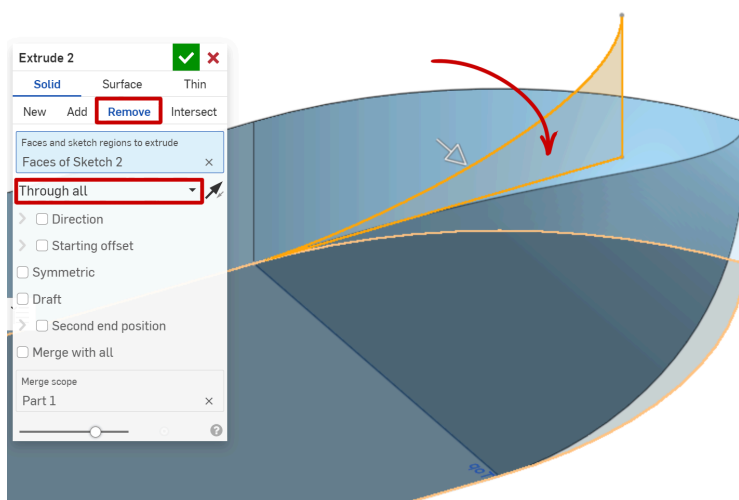 Extrude 2
Solid Surface Thin
New Add Remove Intersect
Faces and sketch regions to extrude
Faces of Sketch 2
Through all
Direction
Starting offset
Symmetric
Draft
Second end position
Merge with all
Merge scope
Part 1